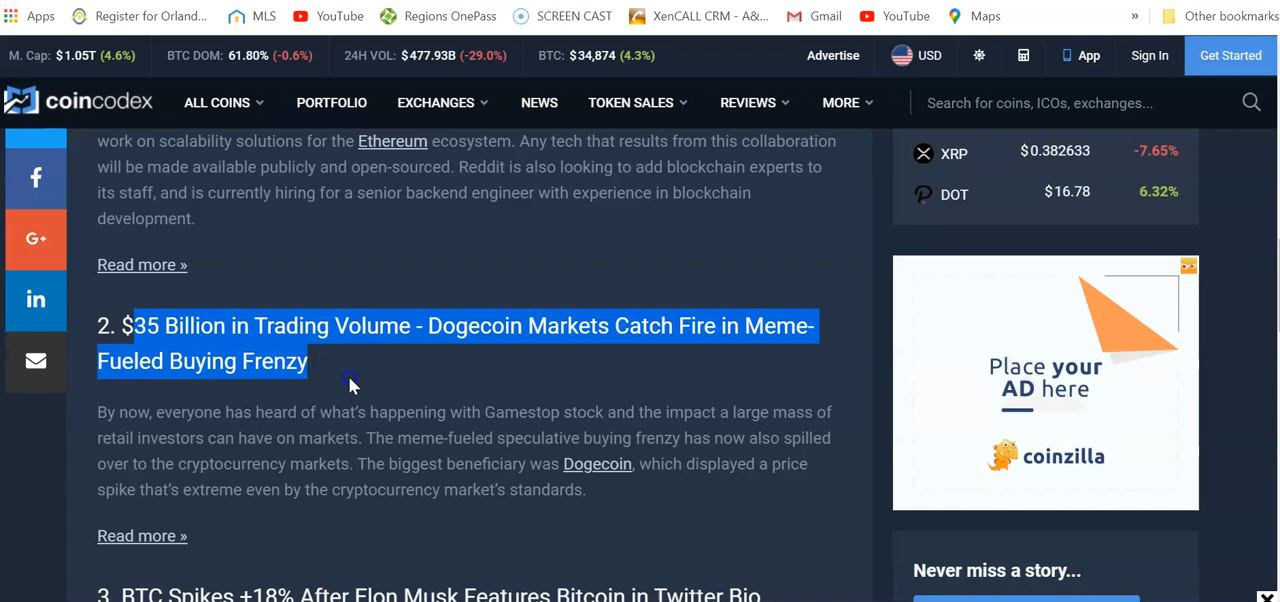 Apps Register for Orland... MLS YouTube Regions OnePass SCREEN CAST XenCALL CRM - A&... Gmail YouTube Maps » Other bookmarks
M. Cap: $1.05T (4.6%) BTC DOM: 61.80% (-0.6%) 24H VOL: $477.93B (-29.0%) BTC: $34,874 (4.3%) Advertise USD App Sign In Get Started
coincodex ALL COINS PORTFOLIO EXCHANGES NEWS TOKEN SALES REVIEWS MORE Search for coins, ICOs, exchanges...
work on scalability solutions for the Ethereum ecosystem. Any tech that results from this collaboration
will be made available publicly and open-sourced. Reddit is also looking to add blockchain experts to
its staff, and is currently hiring for a senior backend engineer with experience in blockchain
development.
Read more »
2. $35 Billion in Trading Volume - Dogecoin Markets Catch Fire in Meme-
Fueled Buying Frenzy
By now, everyone has heard of what's happening with Gamestop stock and the impact a large mass of
retail investors can have on markets. The meme-fueled speculative buying frenzy has now also spilled
over to the cryptocurrency markets. The biggest beneficiary was Dogecoin, which displayed a price
spike that's extreme even by the cryptocurrency market's standards.
Read more »
3. BTC Spikes +18% After Elon Musk Features Bitcoin in Twitter Bio
f
G+
in
XRP $0.382633 -7.65%
DOT $16.78 6.32%
Place your
AD here
coinzilla
Never miss a story...